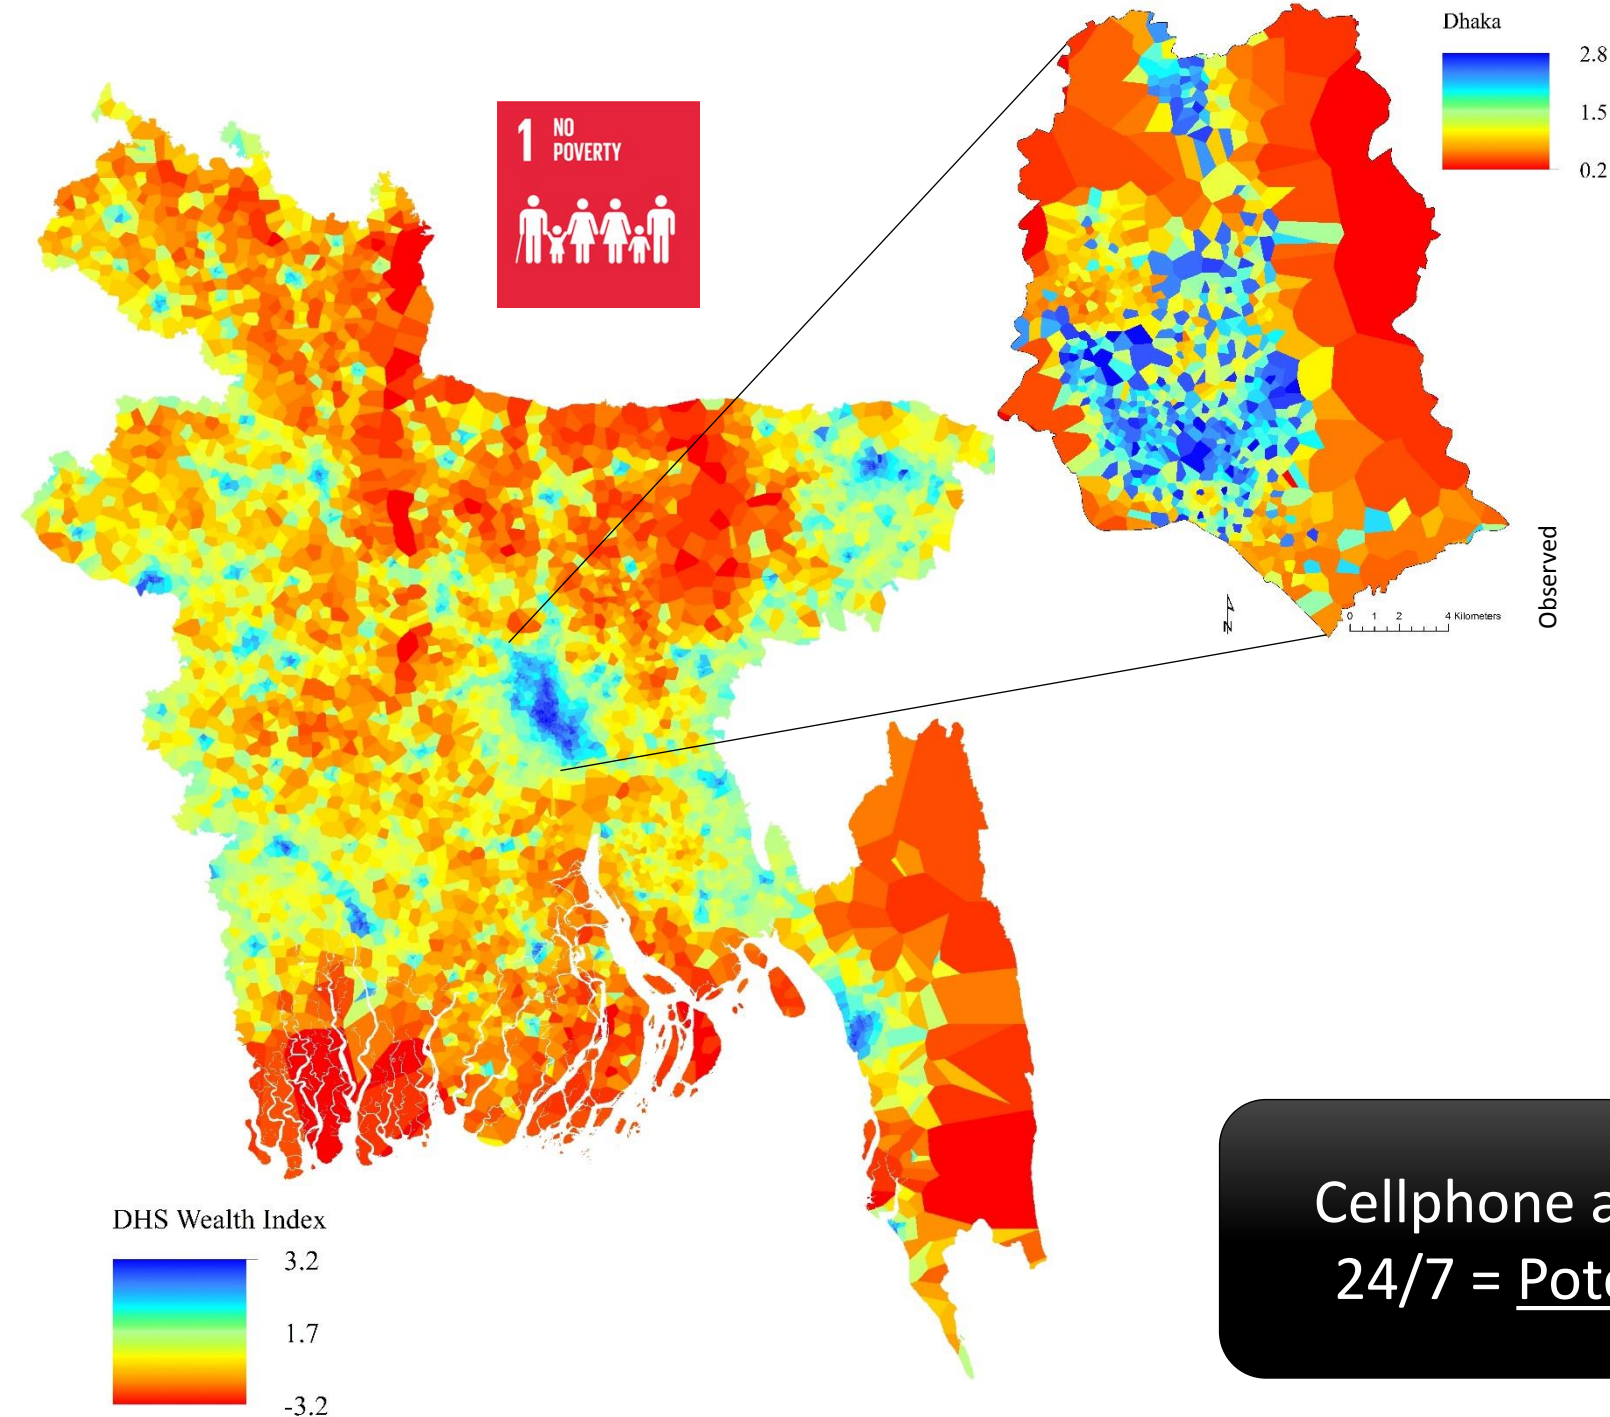 1 NO
POVERTY
Dhaka
2.8
1.5
0.2
Observed
N
0 1 2 4 Kilometers
DHS Wealth Index
3.2
1.7
-3.2
Cellphone
24/7 =